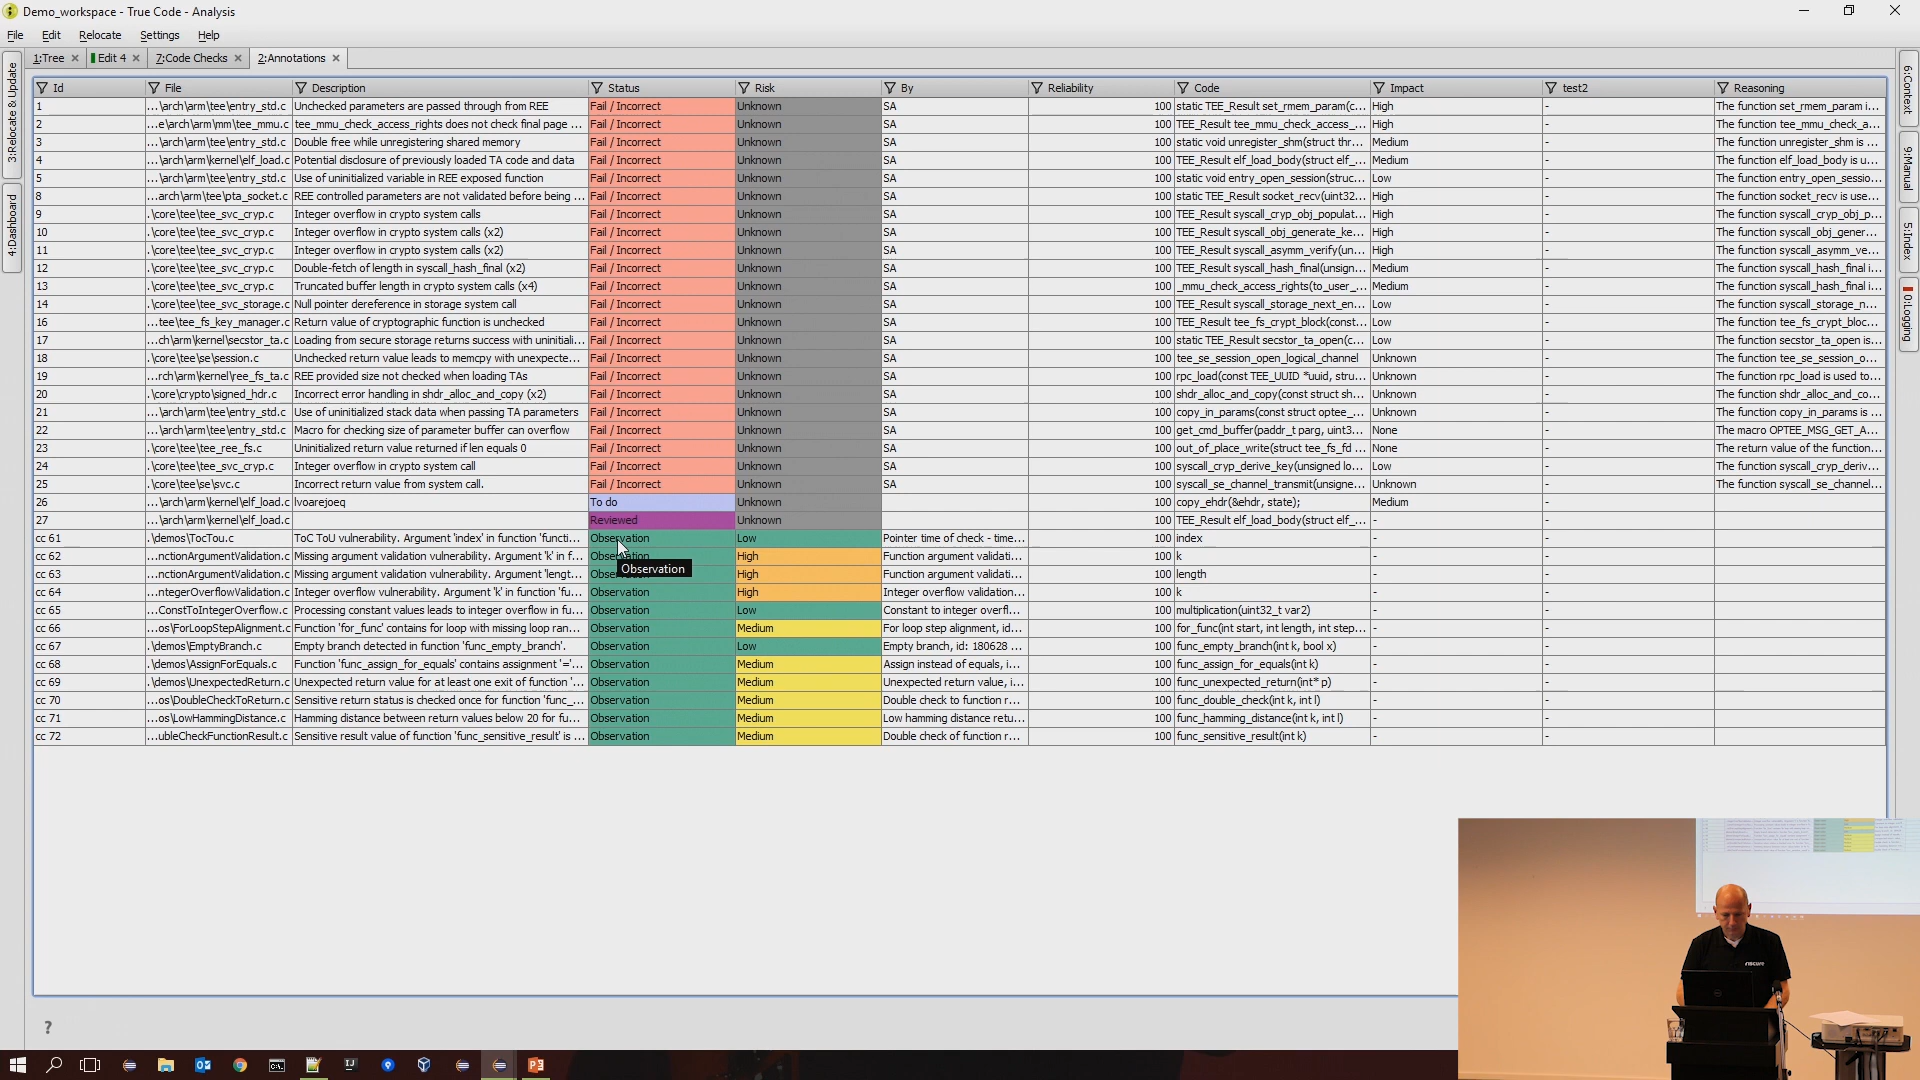 Demo_workspace - True Code - Analysis
File Edit Relocate Settings Help
1:Tree Edit 4 7:Code Checks 2:Annotations
3:Relocate & Update
4:Dashboard
6:Context
9:Manual
5:Index
0:Logging
Id File Description Status Risk By Reliability Code Impact test2 Reasoning
1 ...\arch\arm\tee\entry_std.c Unchecked parameters are passed through from REE Fail / Incorrect Unknown SA 100 static TEE_Result set_rmem_param(c... High - The function set_rmem_param i...
2 ...e\arch\arm\mm\tee_mmu.c tee_mmu_check_access_rights does not check final page ... Fail / Incorrect Unknown SA 100 TEE_Result tee_mmu_check_access_... High - The function tee_mmu_check_a...
3 ...\arch\arm\tee\entry_std.c Double free while unregistering shared memory Fail / Incorrect Unknown SA 100 static void unregister_shm(struct thr... Medium - The function unregister_shm is ...
4 ...\arch\arm\kernel\elf_load.c Potential disclosure of previously loaded TA code and data Fail / Incorrect Unknown SA 100 TEE_Result elf_load_body(struct elf_... Medium - The function elf_load_body is u...
5 ...\arch\arm\tee\entry_std.c Use of uninitialized variable in REE exposed function Fail / Incorrect Unknown SA 100 static void entry_open_session(struc... Low - The function entry_open_sessio...
8 ...arch\arm\tee\pta_socket.c REE controlled parameters are not validated before being ... Fail / Incorrect Unknown SA 100 static TEE_Result socket_recv(uint32... High - The function socket_recv is use...
9 .\core\tee\tee_svc_cryp.c Integer overflow in crypto system calls Fail / Incorrect Unknown SA 100 TEE_Result syscall_cryp_obj_populat... High - The function syscall_cryp_obj_p...
10 .\core\tee\tee_svc_cryp.c Integer overflow in crypto system calls (x2) Fail / Incorrect Unknown SA 100 TEE_Result syscall_obj_generate_ke... High - The function syscall_obj_gener...
11 .\core\tee\tee_svc_cryp.c Integer overflow in crypto system calls (x2) Fail / Incorrect Unknown SA 100 TEE_Result syscall_asymm_verify(un... High - The function syscall_asymm_ve...
12 .\core\tee\tee_svc_cryp.c Double-fetch of length in syscall_hash_final (x2) Fail / Incorrect Unknown SA 100 TEE_Result syscall_hash_final(unsign... Medium - The function syscall_hash_final i...
13 .\core\tee\tee_svc_cryp.c Truncated buffer length in crypto system calls (x4) Fail / Incorrect Unknown SA 100 _mmu_check_access_rights(to_user_... Medium - The function syscall_hash_final i...
14 .\core\tee\tee_svc_storage.c Null pointer dereference in storage system call Fail / Incorrect Unknown SA 100 TEE_Result syscall_storage_next_en... Low - The function syscall_storage_n...
16 ...tee\tee_fs_key_manager.c Return value of cryptographic function is unchecked Fail / Incorrect Unknown SA 100 TEE_Result tee_fs_crypt_block(const... Low - The function tee_fs_crypt_bloc...
17 ...ch\arm\kernel\secstor_ta.c Loading from secure storage returns success with uninitiali... Fail / Incorrect Unknown SA 100 static TEE_Result secstor_ta_open(c... Low - The function secstor_ta_open is...
18 .\core\tee\se\session.c Unchecked return value leads to memcpy with unexpecte... Fail / Incorrect Unknown SA 100 tee_se_session_open_logical_channel Unknown - The function tee_se_session_o...
19 ...rch\arm\kernel\ree_fs_ta.c REE provided size not checked when loading TAs Fail / Incorrect Unknown SA 100 rpc_load(const TEE_UUID *uuid, stru... Unknown - The function rpc_load is used to...
20 .\core\crypto\signed_hdr.c Incorrect error handling in shdr_alloc_and_copy (x2) Fail / Incorrect Unknown SA 100 shdr_alloc_and_copy(const struct sh... Unknown - The function shdr_alloc_and_co...
21 ...\arch\arm\tee\entry_std.c Use of uninitialized stack data when passing TA parameters Fail / Incorrect Unknown SA 100 copy_in_params(const struct optee_... Unknown - The function copy_in_params is ...
22 ...\arch\arm\tee\entry_std.c Macro for checking size of parameter buffer can overflow Fail / Incorrect Unknown SA 100 get_cmd_buffer(paddr_t parg, uint3... None - The macro OPTEE_MSG_GET_A...
23 .\core\tee\tee_ree_fs.c Uninitialized return value returned if len equals 0 Fail / Incorrect Unknown SA 100 out_of_place_write(struct tee_fs_fd ... None - The return value of the function...
24 .\core\tee\tee_svc_cryp.c Integer overflow in crypto system call Fail / Incorrect Unknown SA 100 syscall_cryp_derive_key(unsigned lo... Low - The function syscall_cryp_deriv...
25 .\core\tee\se\svc.c Incorrect return value from system call. Fail / Incorrect Unknown SA 100 syscall_se_channel_transmit(unsigne... Unknown - The function syscall_se_channel...
26 ...\arch\arm\kernel\elf_load.c lvoarejoeq To do Unknown 100 copy_ehdr(&ehdr, state); Medium -
27 ...\arch\arm\kernel\elf_load.c Reviewed Unknown 100 TEE_Result elf_load_body(struct elf_... - -
cc 61 .\demos\TocTou.c ToC ToU vulnerability. Argument 'index' in function 'functi... Observation Low Pointer time of check - time... 100 index - -
cc 62 ...nctionArgumentValidation.c Missing argument validation vulnerability. Argument 'k' in f... Observation High Function argument validati... 100 k - -
cc 63 ...nctionArgumentValidation.c Missing argument validation vulnerability. Argument 'lengt... Obse High Function argument validati... 100 length - -
Observation
cc 64 ...ntegerOverflowValidation.c Integer overflow vulnerability. Argument 'k' in function 'fu... Observation High Integer overflow validation... 100 k - -
cc 65 ...ConstToIntegerOverflow.c Processing constant values leads to integer overflow in fu... Observation Low Constant to integer overfl... 100 multiplication(uint32_t var2) - -
cc 66 ...os\ForLoopStepAlignment.c Function 'for_func' contains for loop with missing loop ran... Observation Medium For loop step alignment, id... 100 for_func(int start, int length, int step... - -
cc 67 .\demos\EmptyBranch.c Empty branch detected in function 'func_empty_branch'. Observation Low Empty branch, id: 180628 ... 100 func_empty_branch(int k, bool x) - -
cc 68 .\demos\AssignForEquals.c Function 'func_assign_for_equals' contains assignment '='... Observation Medium Assign instead of equals, i... 100 func_assign_for_equals(int k) - -
cc 69 .\demos\UnexpectedReturn.c Unexpected return value for at least one exit of function '... Observation Medium Unexpected return value, i... 100 func_unexpected_return(int* p) - -
cc 70 ...os\DoubleCheckToReturn.c Sensitive return status is checked once for function 'func_... Observation Medium Double check to function r... 100 func_double_check(int k, int l) - -
cc 71 ...os\LowHammingDistance.c Hamming distance between return values below 20 for fu... Observation Medium Low hamming distance retu... 100 func_hamming_distance(int k, int l) - -
cc 72 ...ubleCheckFunctionResult.c Sensitive result value of function 'func_sensitive_result' is ... Observation Medium Double check of function r... 100 func_sensitive_result(int k) - -
?
riscure